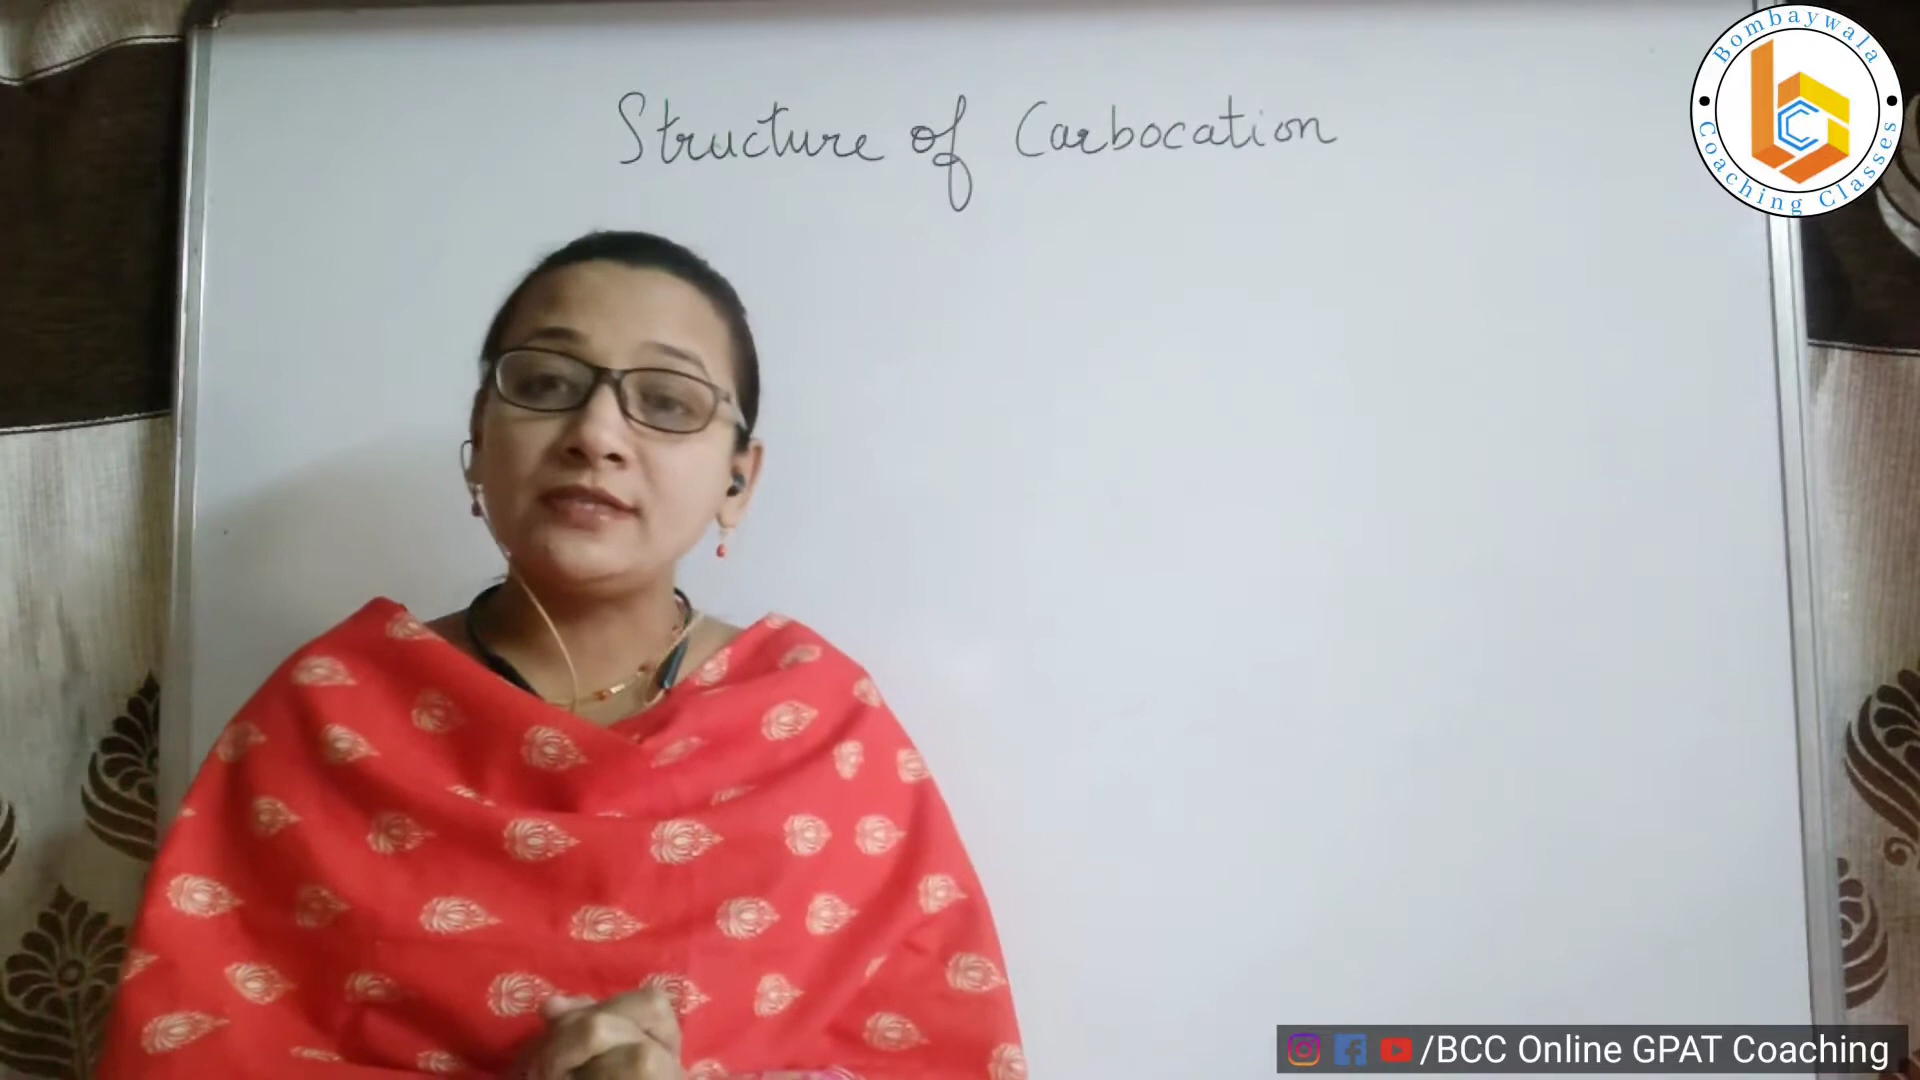 Structure of Carbocation
Bombaywala
Coaching Classes
/BCC Online GPAT Coaching